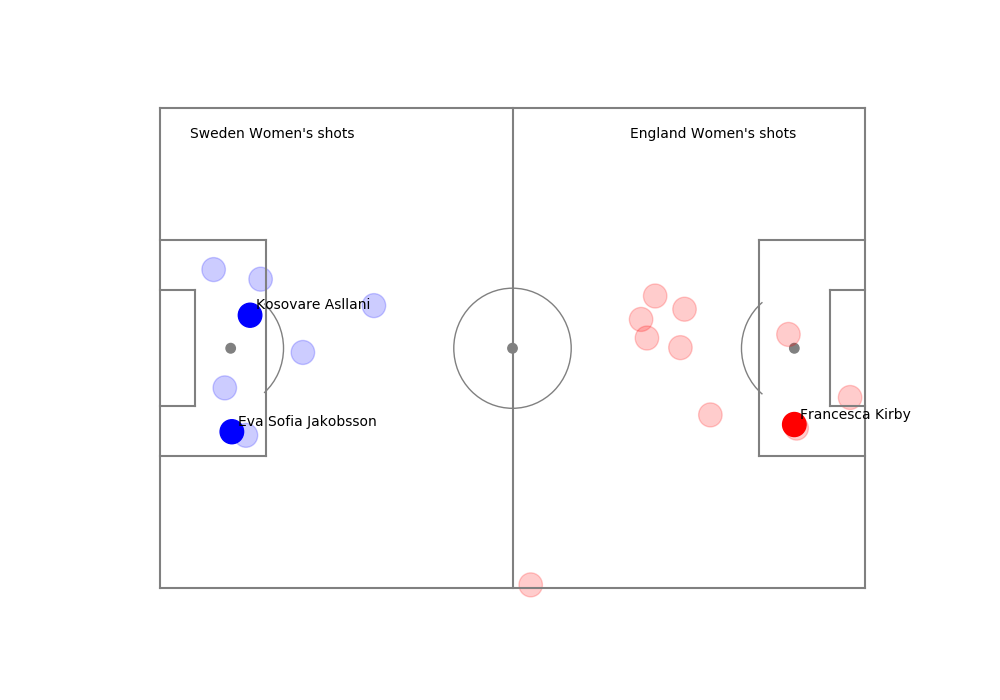 Sweden Women's shots
England Women's shots
Kosovare Asllani
Francesca Kirby
Eva Sofia Jakobsson